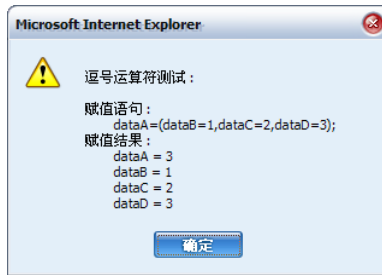 Microsoft Internet Explorer
逗号运算符测试：
赋值语句：
dataA=(dataB=1,dataC=2,dataD=3);
赋值结果：
dataA = 3
dataB = 1
dataC = 2
dataD = 3
确定